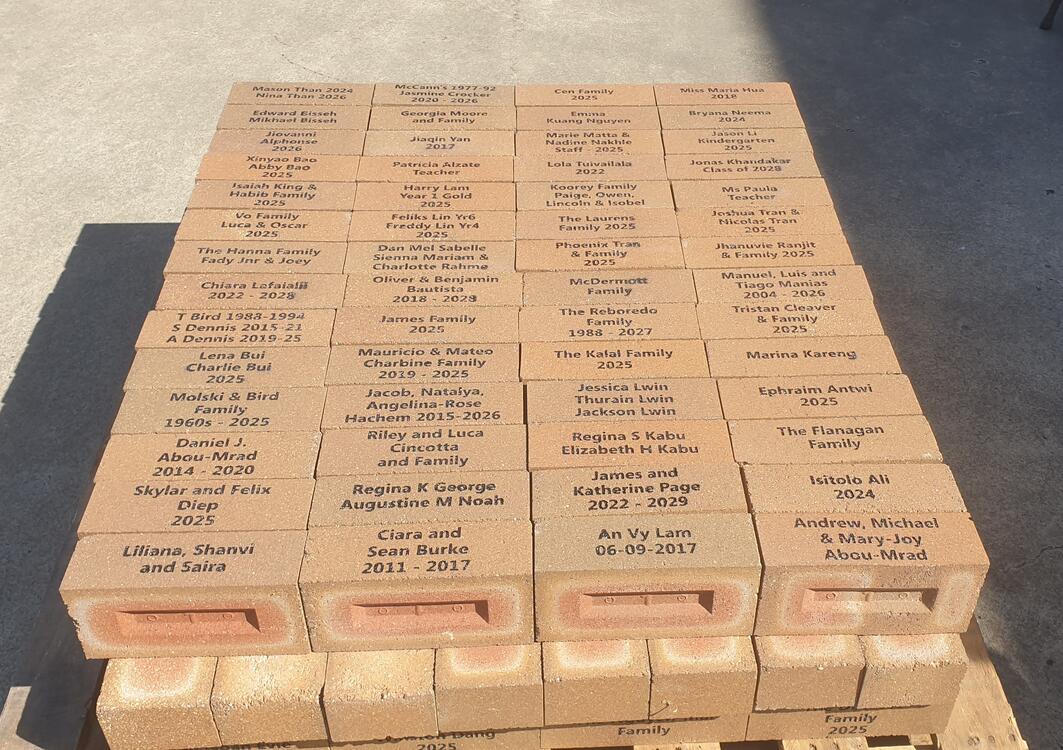 Mason Than 2024
Nina Than 2026
McCann's 1977-92
Jasmine Crocker
2020 - 2026
Cen Family
2025
Miss Maria Hua
2018
Edward Bisseh
Mikhael Bisseh
Georgia Moore
and Family
Emma
Kuang Nguyen
Bryana Neema
2024
Jiovanni
Alphonse
2026
Jiaqin Yan
2017
Marie Matta &
Nadine Nakhle
Staff - 2025
Jason Li
Kindergarten
2025
Xinyao Bao
Abby Bao
2025
Patricia Alzate
Teacher
Lola Tuivailala
2022
Jonas Khandakar
Class of 2028
Isaiah King &
Habib Family
2025
Harry Lam
Year 1 Gold
2025
Koorey Family
Paige, Owen,
Lincoln & Isobel
Ms Paula
Teacher
Vo Family
Luca & Oscar
2025
Feliks Lin Yr6
Freddy Lin Yr4
2025
The Laurens
Family 2025
Joshua Tran &
Nicolas Tran
2025
The Hanna Family
Fady Jnr & Joey
Dan Mel Sabelle
Sienna Mariam &
Charlotte Rahme
Phoenix Tran
& Family
2025
Jhanuvie Ranjit
& Family 2025
Chiara Lafaialii
2022 - 2028
Oliver & Benjamin
Bautista
2018 - 2028
McDermott
Family
Manuel, Luis and
Tiago Manias
2004 - 2026
T Bird 1988-1994
S Dennis 2015-21
A Dennis 2019-25
James Family
2025
The Reboredo
Family
1988 - 2027
Tristan Cleaver
& Family
2025
Lena Bui
Charlie Bui
2025
Mauricio & Mateo
Charbine Family
2019 - 2025
The Kalal Family
2025
Marina Kareng
Molski & Bird
Family
1960s - 2025
Jacob, Natalya,
Angelina-Rose
Hachem 2015-2026
Jessica Lwin
Thurain Lwin
Jackson Lwin
Ephraim Antwi
2025
Daniel J.
Abou-Mrad
2014 - 2020
Riley and Luca
Cincotta
and Family
Regina S Kabu
Elizabeth H Kabu
The Flanagan
Family
Skylar and Felix
Diep
2025
Regina K George
Augustine M Noah
James and
Katherine Page
2022 - 2029
Isitolo Ali
2024
Liliana, Shanvi
and Saira
Ciara and
Sean Burke
2011 - 2017
An Vy Lam
06-09-2017
Andrew, Michael
& Mary-Joy
Abou-Mrad
Dang
2025
Family
Family
2025